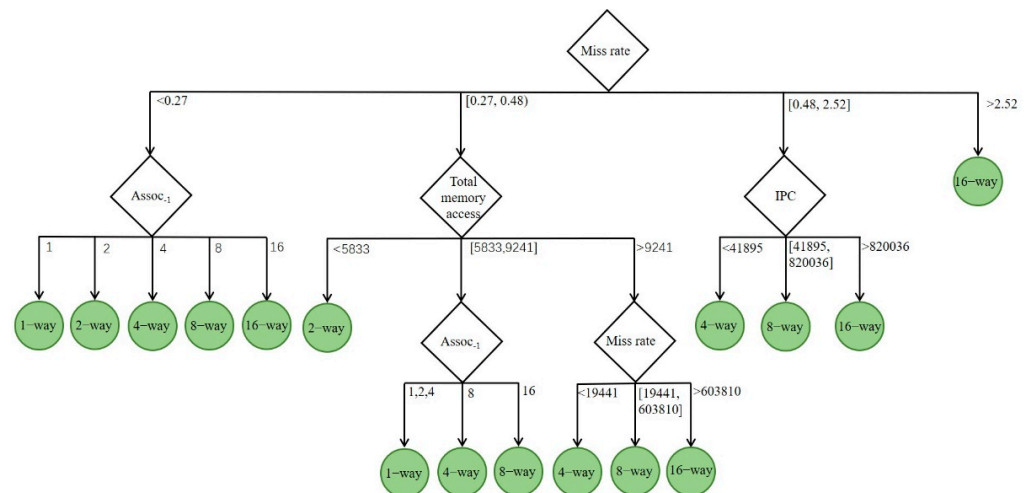 Miss rate
<0.27
[0.27, 0.48)
[0.48, 2.52]
>2.52
Assoc-1
Total
memory
access
IPC
16-way
1
2
4
8
16
<5833
[5833,9241]
>9241
<41895
[41895,
820036]
>820036
1-way
2-way
4-way
8-way
16-way
2-way
Assoc-1
Miss rate
4-way
8-way
16-way
1,2,4
8
16
<19441
[19441,
603810]
>603810
1-way
4-way
8-way
4-way
8-way
16-way